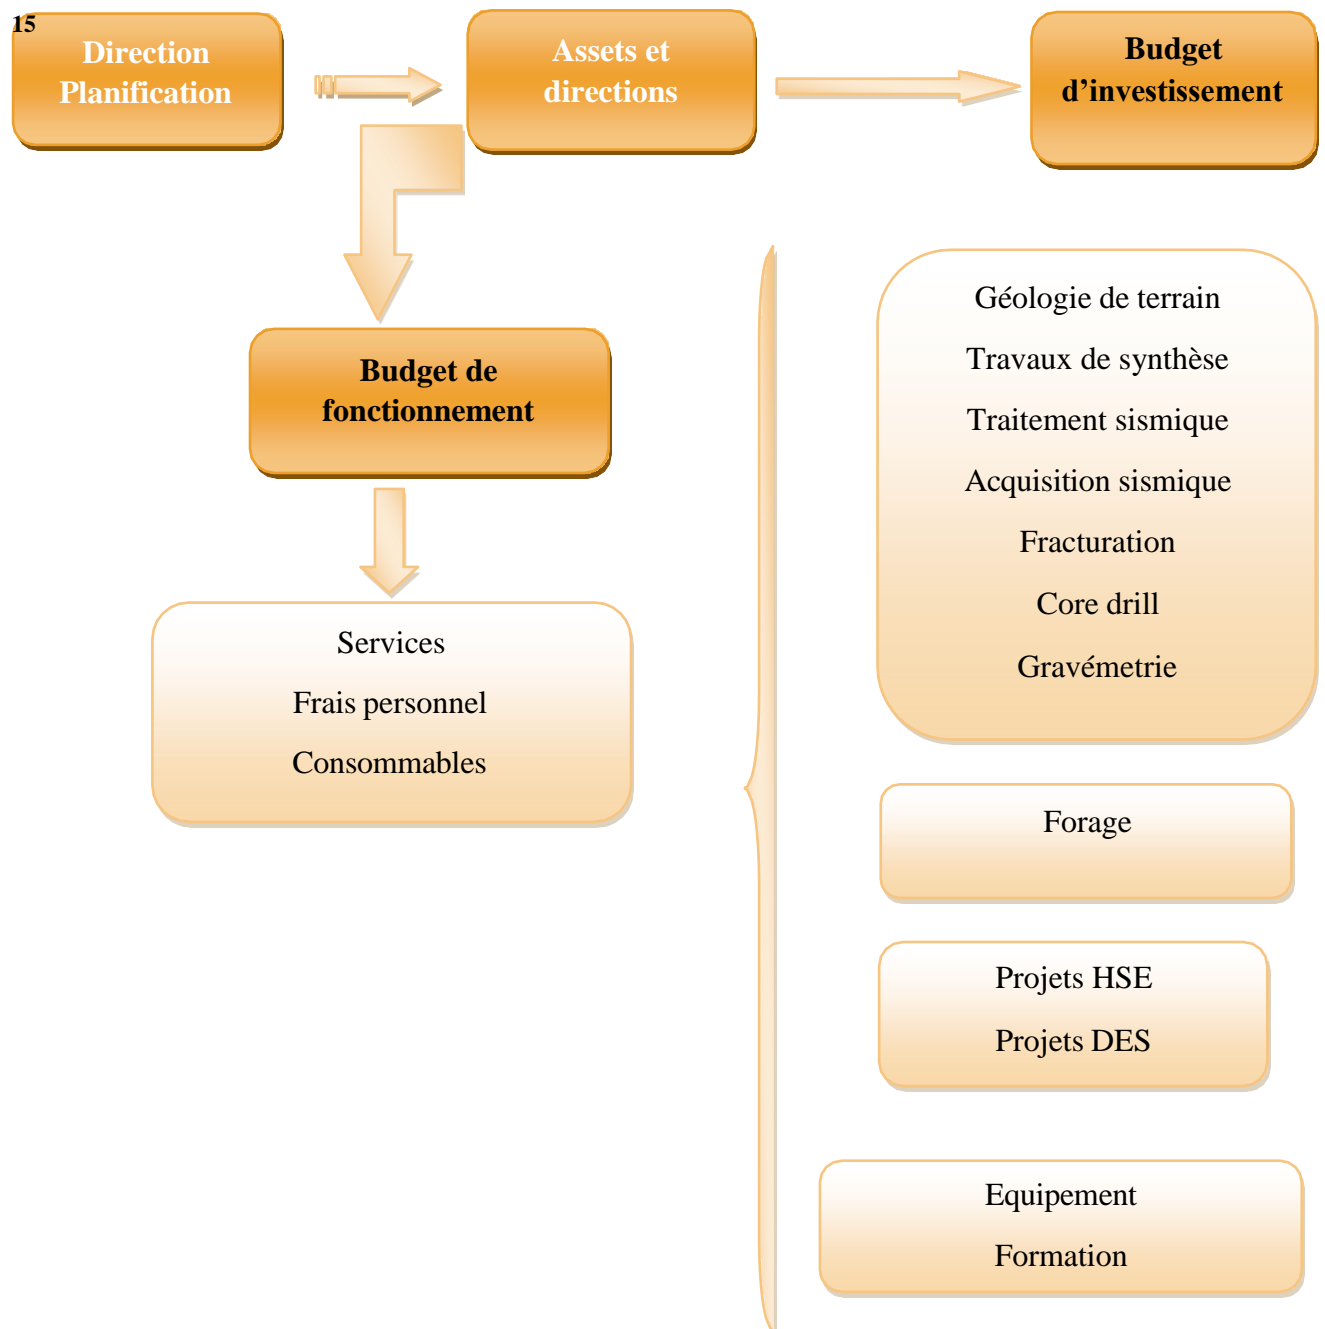 15
Direction
Planification
Assets et
directions
Budget
d’investissement
Budget de
fonctionnement
Services
Frais personnel
Consommables
Géologie de terrain
Travaux de synthèse
Traitement sismique
Acquisition sismique
Fracturation
Core drill
Gravémetrie
Forage
Projets HSE
Projets DES
Equipement
Formation